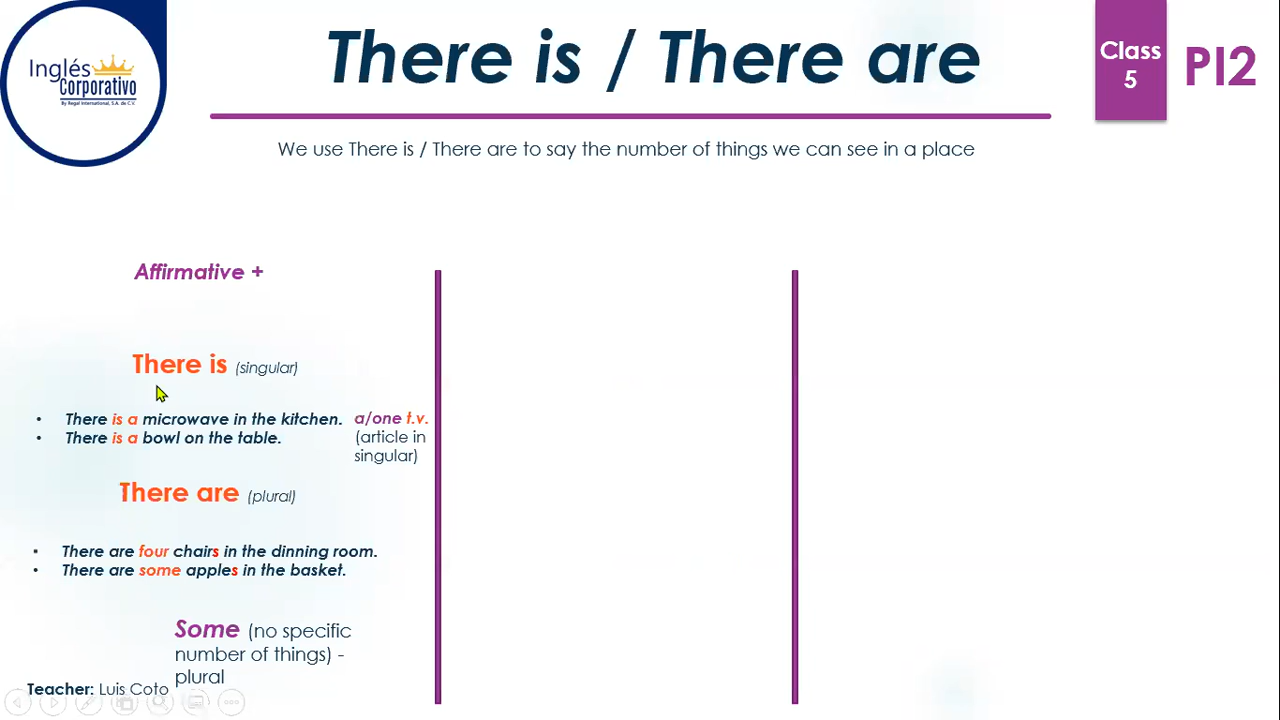 Inglés
Corporativo
By Regal International, S.A. de C.V.
There is / There are
Class
5
PI2
We use There is / There are to say the number of things we can see in a place
Affirmative +
There is (singular)
• There is a microwave in the kitchen.
• There is a bowl on the table.
a/one t.v.
(article in
singular)
There are (plural)
• There are four chairs in the dinning room.
• There are some apples in the basket.
Some (no specific
number of things) -
plural
Teacher: Luis Coto